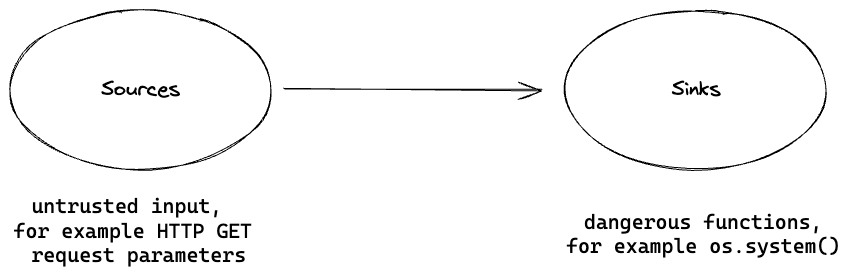 Sources
Sinks
untrusted input,
for example HTTP GET
request parameters
dangerous functions,
for example os.system()